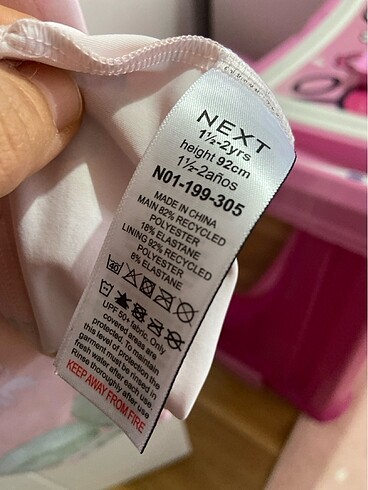 NEXT
1½-2yrs
height 92cm
1½-2años
N01-199-305
MADE IN CHINA
MAIN 82% RECYCLED
POLYESTER
18% ELASTANE
LINING 92% RECYCLED
POLYESTER
8% ELASTANE
40
UPF 50+ fabric. Only
covered areas are
protected. To maintain
this level of protection the
garment must be rinsed in
fresh water after each use.
Rinse thoroughly after use
KEEP AWAY FROM FIRE